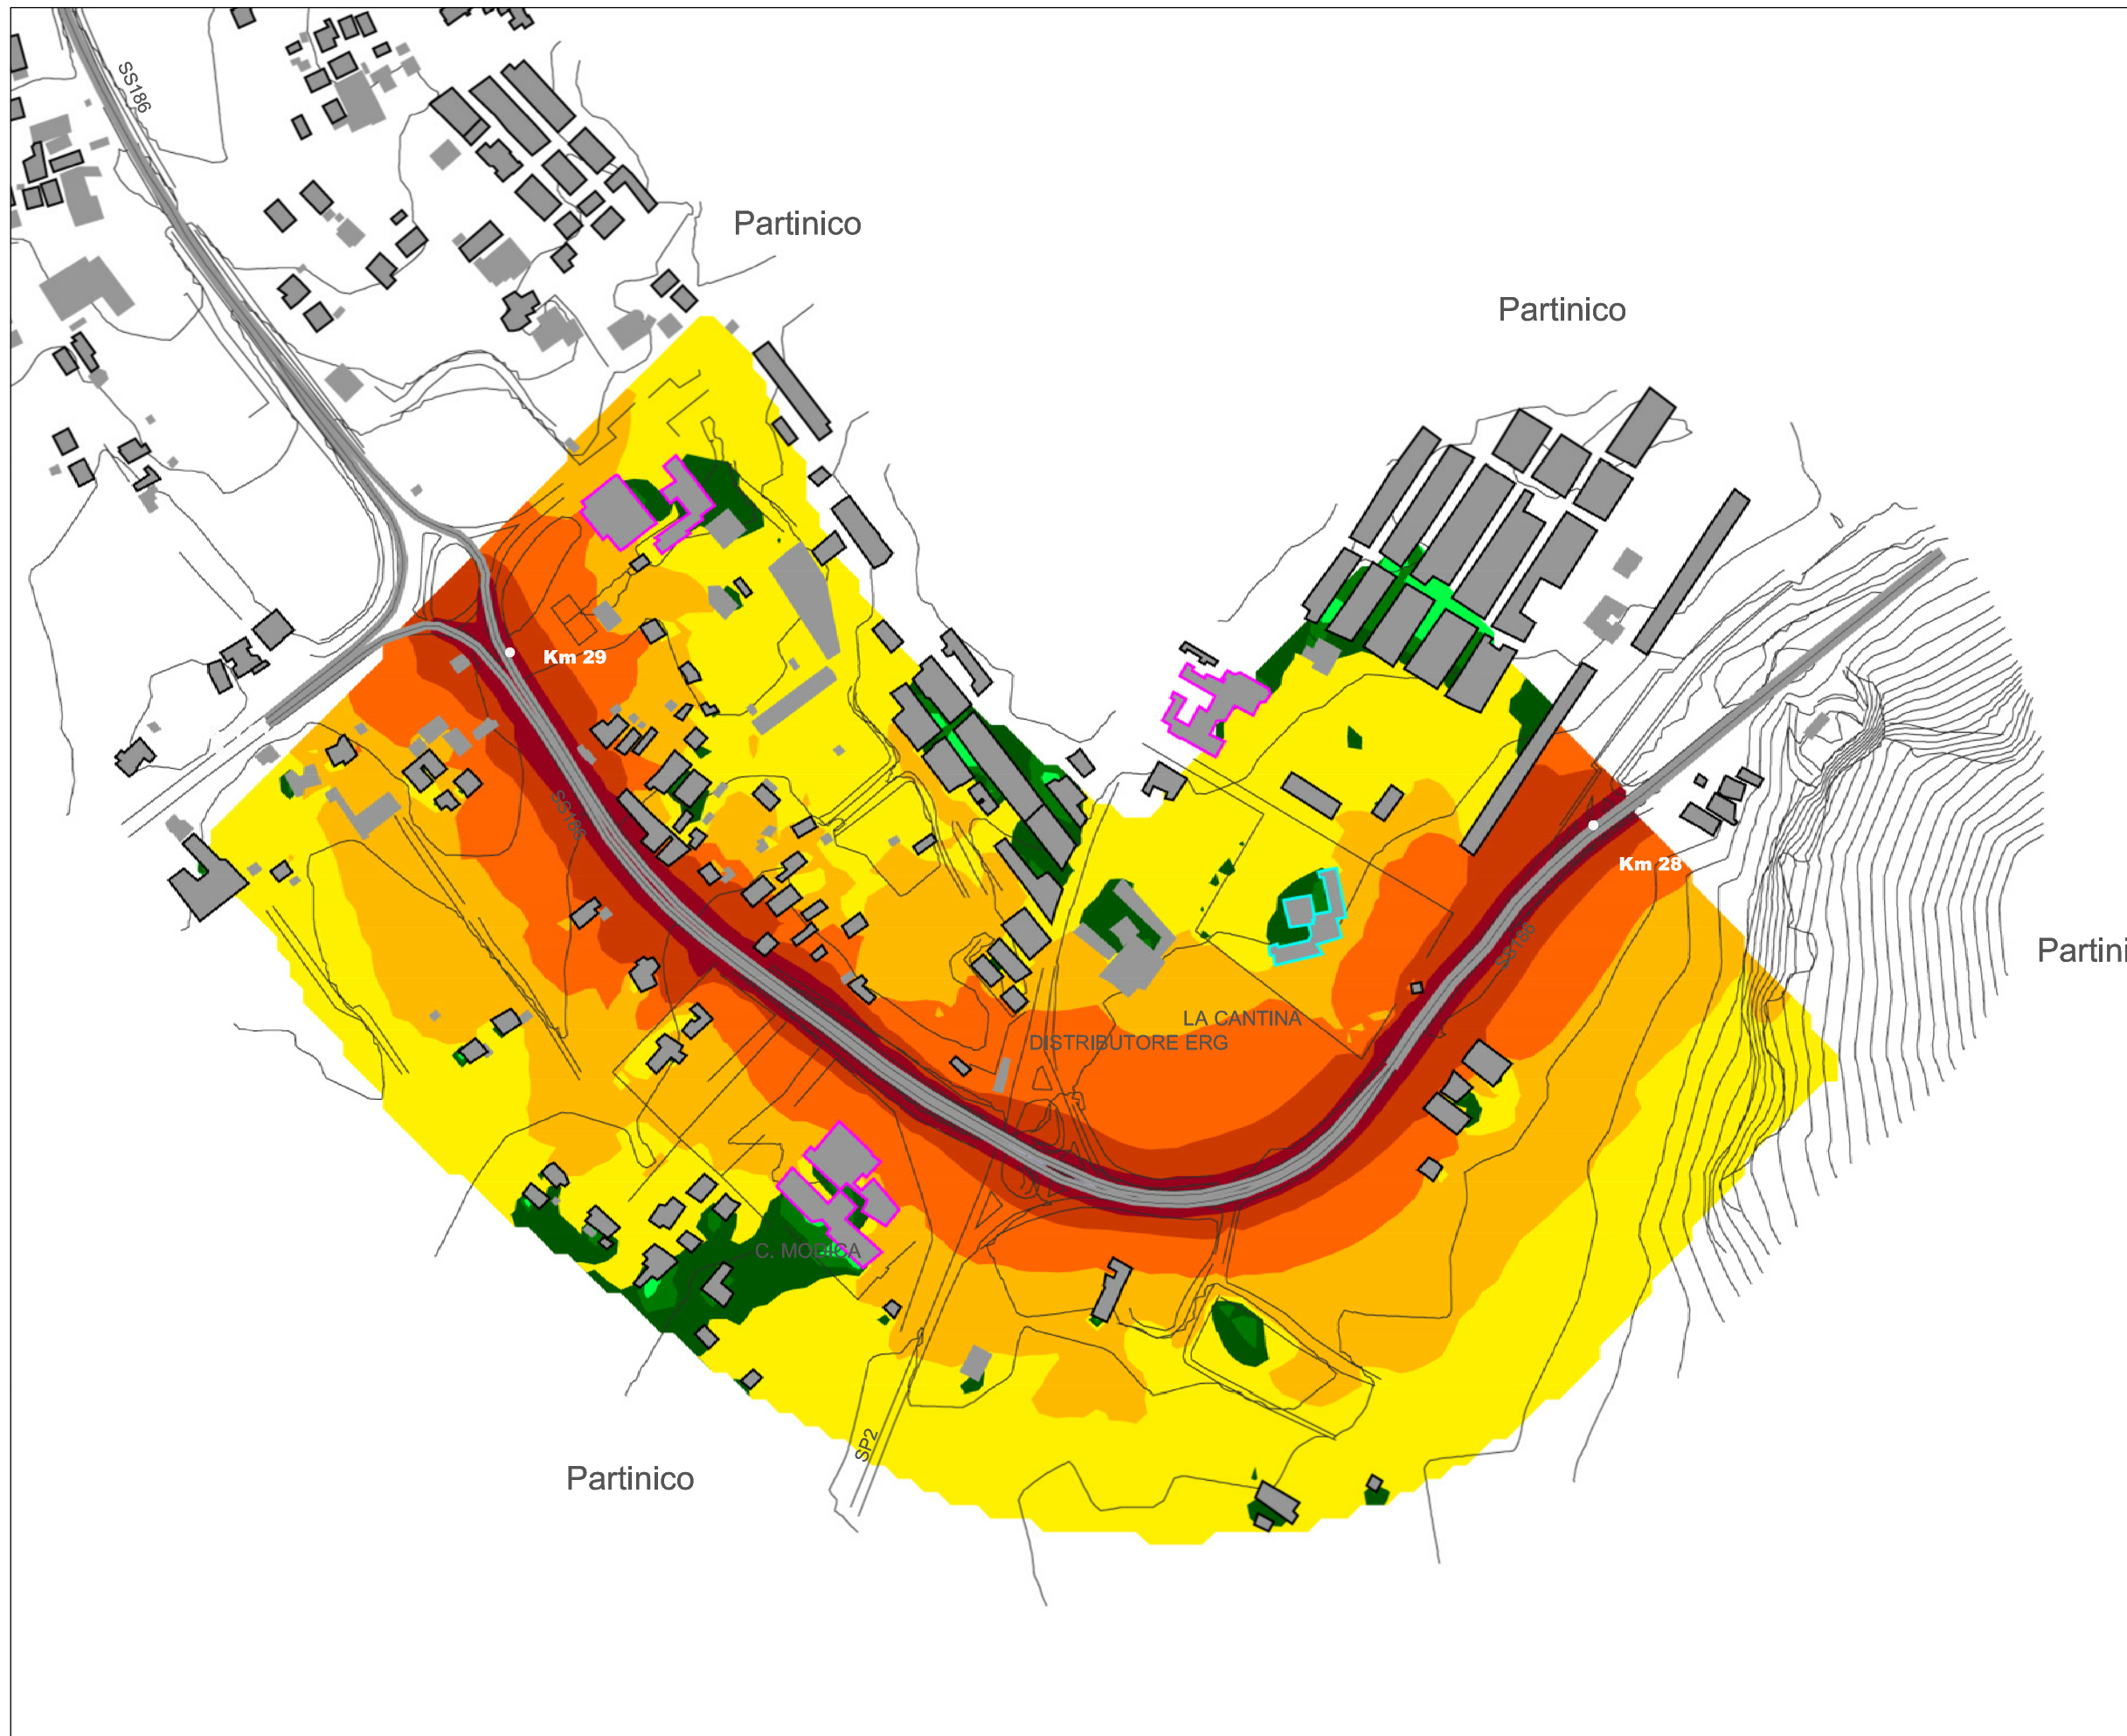 SS186
Partinico
Partinico
Km 29
SS186
Km 28
SS186
Partini
LA CANTINA
DISTRIBUTORE ERG
C. MODICA
SP2
Partinico